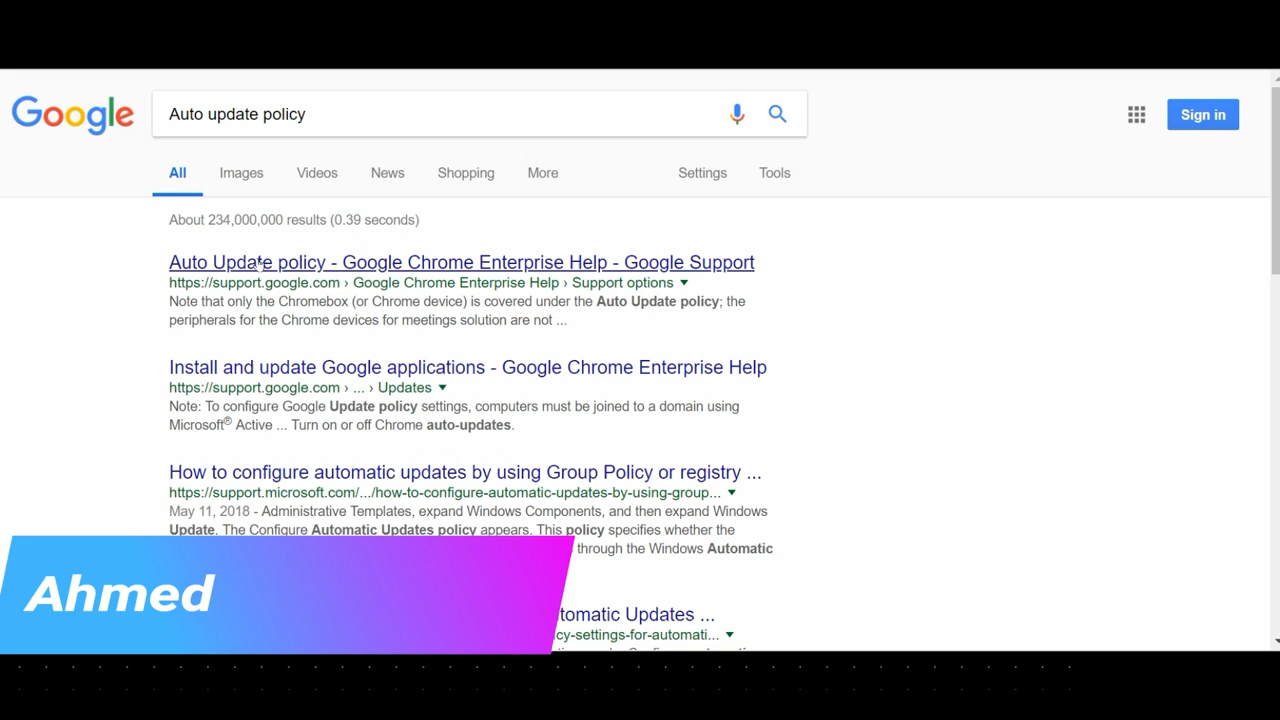 Google
Auto update policy
Sign in
All Images Videos News Shopping More Settings Tools
About 234,000,000 results (0.39 seconds)
Auto Update policy - Google Chrome Enterprise Help - Google Support
https://support.google.com › Google Chrome Enterprise Help › Support options
Note that only the Chromebox (or Chrome device) is covered under the Auto Update policy; the
peripherals for the Chrome devices for meetings solution are not ...
Install and update Google applications - Google Chrome Enterprise Help
https://support.google.com › ... › Updates
Note: To configure Google Update policy settings, computers must be joined to a domain using
Microsoft® Active ... Turn on or off Chrome auto-updates.
How to configure automatic updates by using Group Policy or registry ...
https://support.microsoft.com/.../how-to-configure-automatic-updates-by-using-group...
May 11, 2018 - Administrative Templates, expand Windows Components, and then expand Windows
Update. The Configure Automatic Updates policy appears. This policy specifies whether the
through the Windows Automatic
Ahmed
tomatic Updates ...
cy-settings-for-automati...